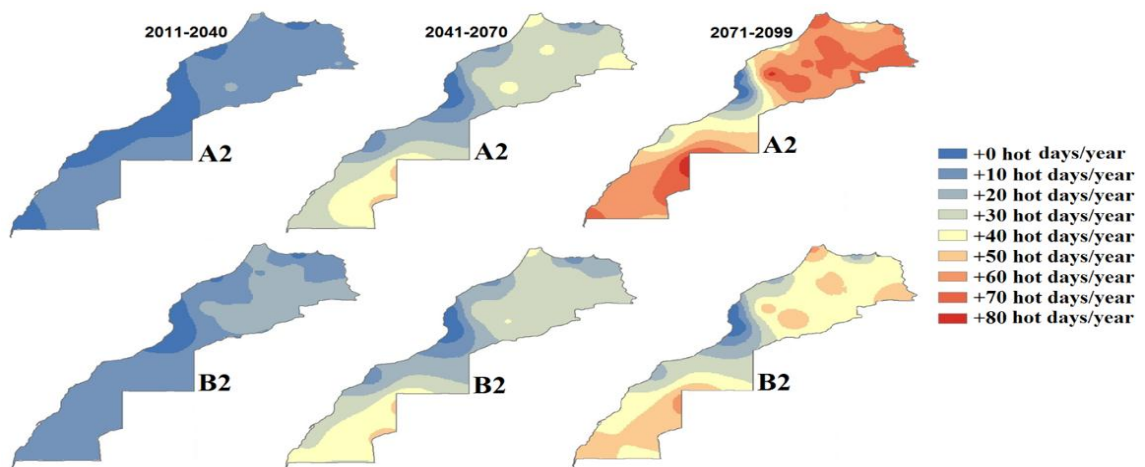 2011-2040
2041-2070
2071-2099
A2
A2
A2
+0 hot days/year
+10 hot days/year
+20 hot days/year
+30 hot days/year
+40 hot days/year
+50 hot days/year
+60 hot days/year
+70 hot days/year
+80 hot days/year
B2
B2
B2